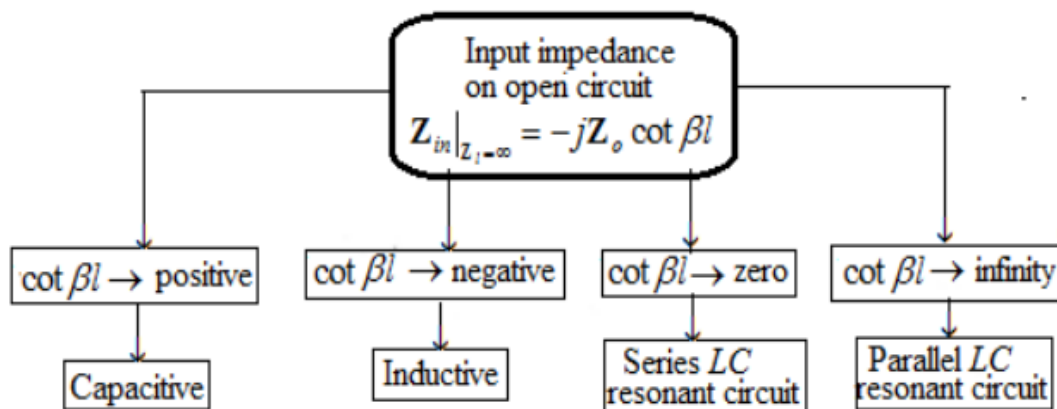 Input impedance
on open circuit
Z_in|_{Z_l=∞} = −jZ_o cot βl
cot βl → positive
cot βl → negative
cot βl → zero
cot βl → infinity
Capacitive
Inductive
Series LC
resonant circuit
Parallel LC
resonant circuit